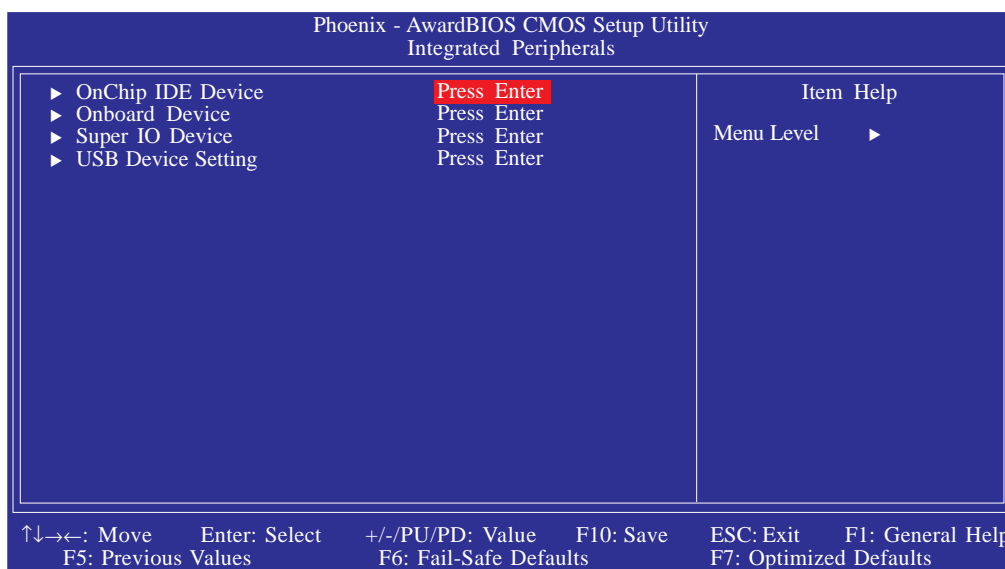 Phoenix - AwardBIOS CMOS Setup Utility
Integrated Peripherals
▶ OnChip IDE Device Press Enter
▶ Onboard Device Press Enter
▶ Super IO Device Press Enter
▶ USB Device Setting Press Enter
Item Help
Menu Level ▶
↑↓→←: Move Enter: Select +/-/PU/PD: Value F10: Save ESC: Exit F1: General Help
F5: Previous Values F6: Fail-Safe Defaults F7: Optimized Defaults